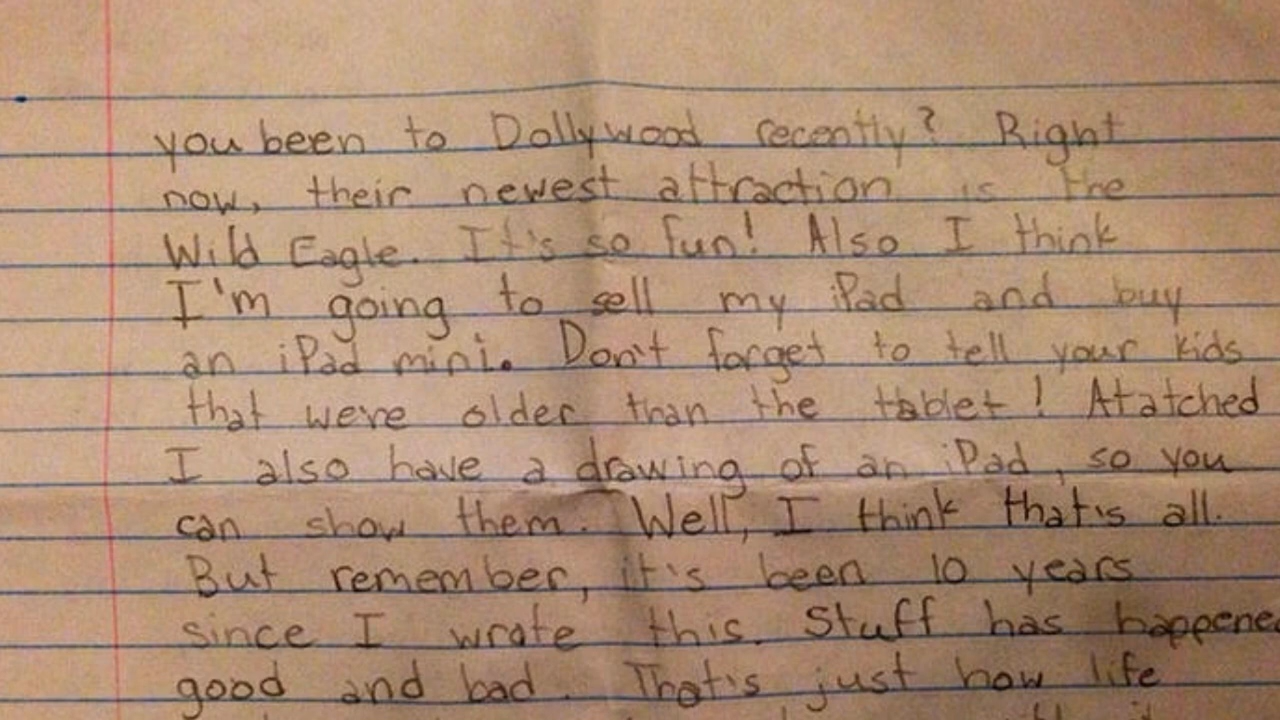 you been to Dollywood recently? Right
now, their newest attraction is the
Wild Eagle. It's so fun! Also I think
I'm going to sell my iPad and buy
an iPad mini. Don't forget to tell your kids
that we're older than the tablet! Atatched
I also have a drawing of an iPad, so you
can show them. Well, I think that's all.
But remember, it's been 10 years
since I wrote this. Stuff has happened
good and bad. That's just how life